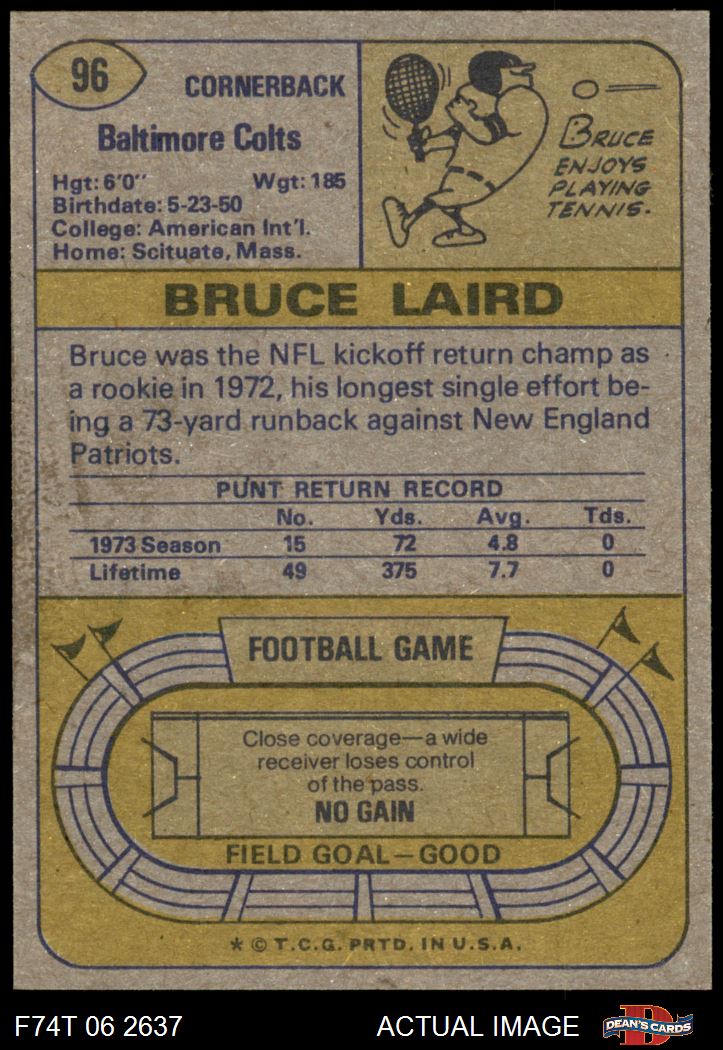 96
CORNERBACK
Baltimore Colts
Hgt: 6'0" Wgt: 185
Birthdate: 5-23-50
College: American Int'l.
Home: Scituate, Mass.
BRUCE
ENJOYS
PLAYING
TENNIS.
BRUCE LAIRD
Bruce was the NFL kickoff return champ as
a rookie in 1972, his longest single effort be-
ing a 73-yard runback against New England
Patriots.
PUNT RETURN RECORD
No. Yds. Avg. Tds.
1973 Season 15 72 4.8 0
Lifetime 49 375 7.7 0
FOOTBALL GAME
Close coverage—a wide
receiver loses control
of the pass.
NO GAIN
FIELD GOAL—GOOD
* © T.C.G. PRTD. IN U.S.A.
F74T 06 2637 ACTUAL IMAGE D DEAN'S CARDS